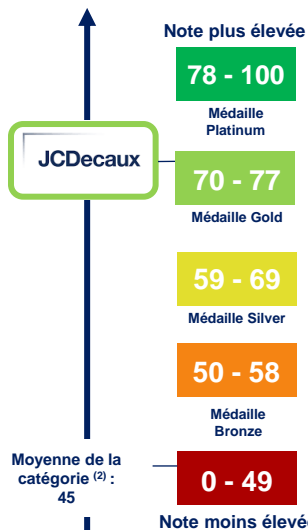 Note plus élevée
78 - 100
Médaille
Platinum
JCDecaux
70 - 77
Médaille Gold
59 - 69
Médaille Silver
50 - 58
Médaille
Bronze
Moyenne de la
catégorie (2) :
45
0 - 49
Note moins élevé